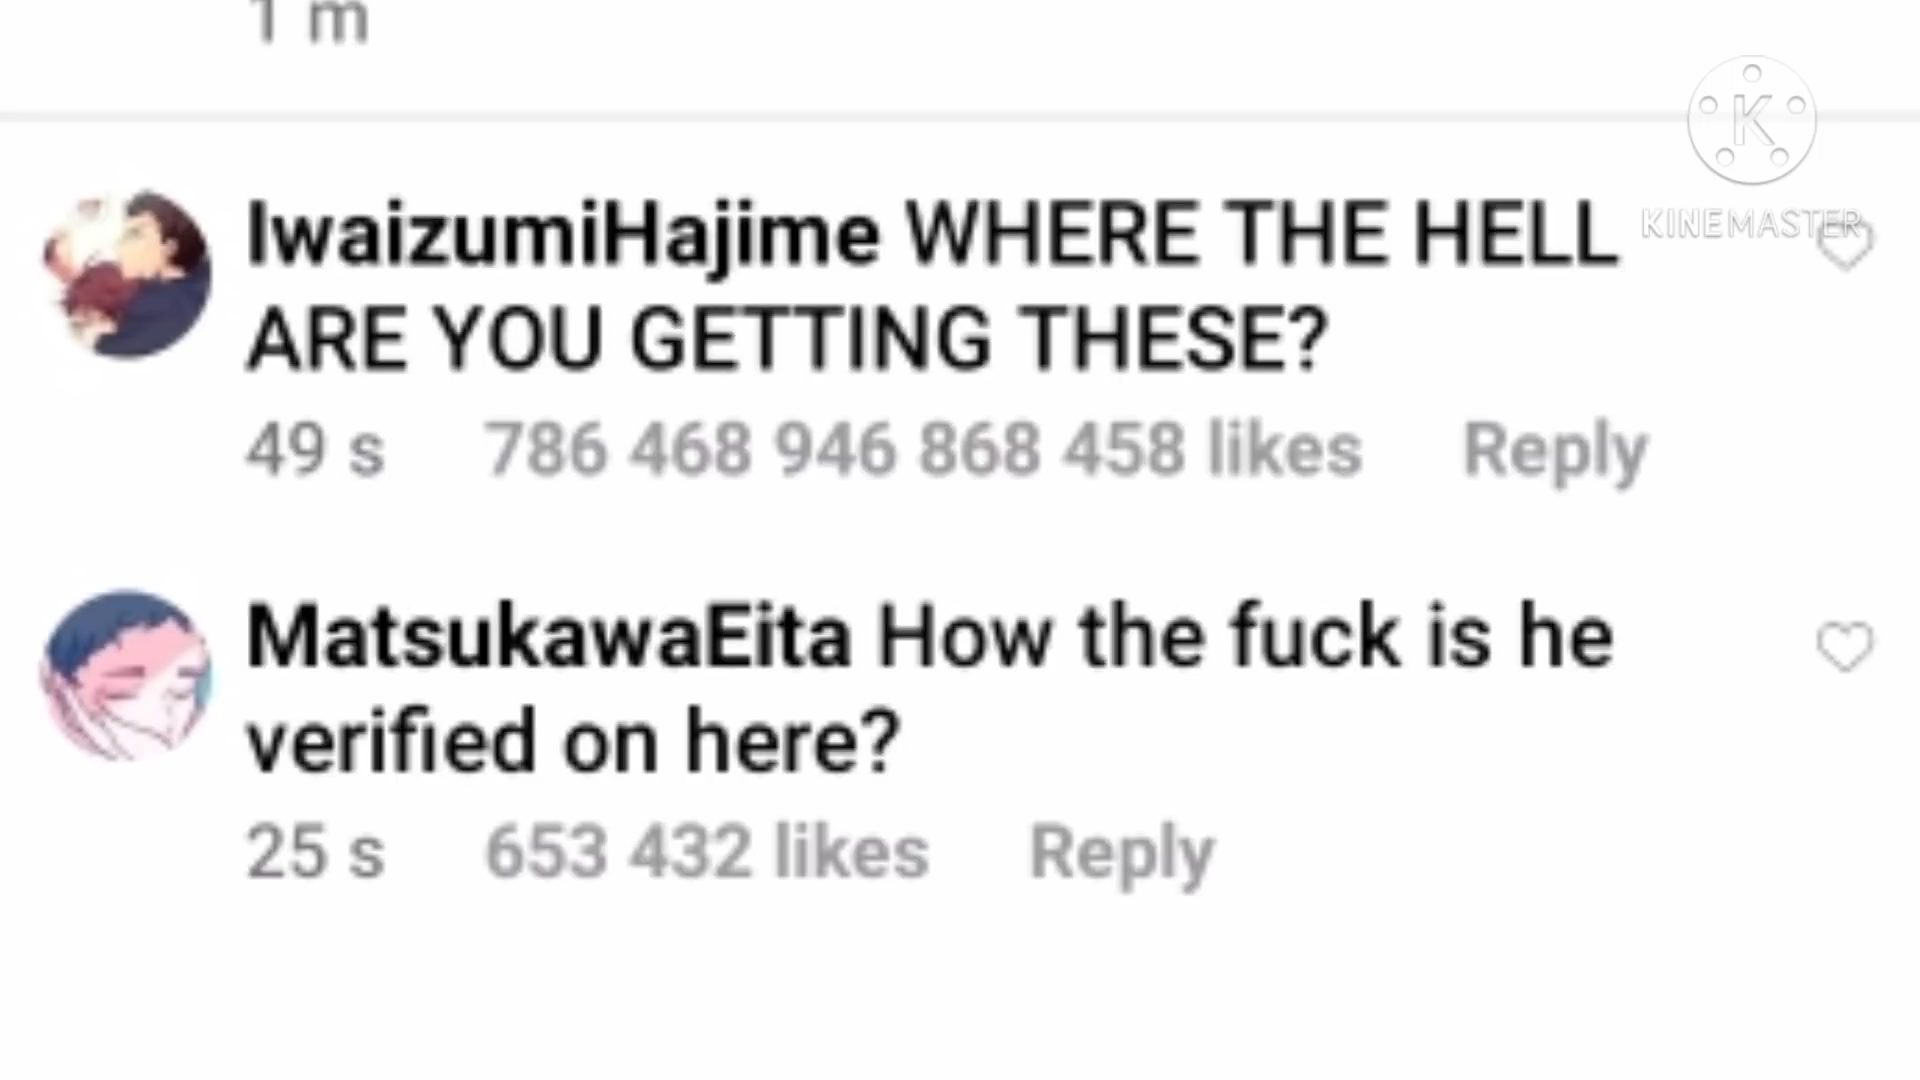 1 m
K
KINEMASTER
IwaizumiHajime WHERE THE HELL
ARE YOU GETTING THESE?
49 s 786 468 946 868 458 likes Reply
MatsukawaEita How the fuck is he
verified on here?
25 s 653 432 likes Reply